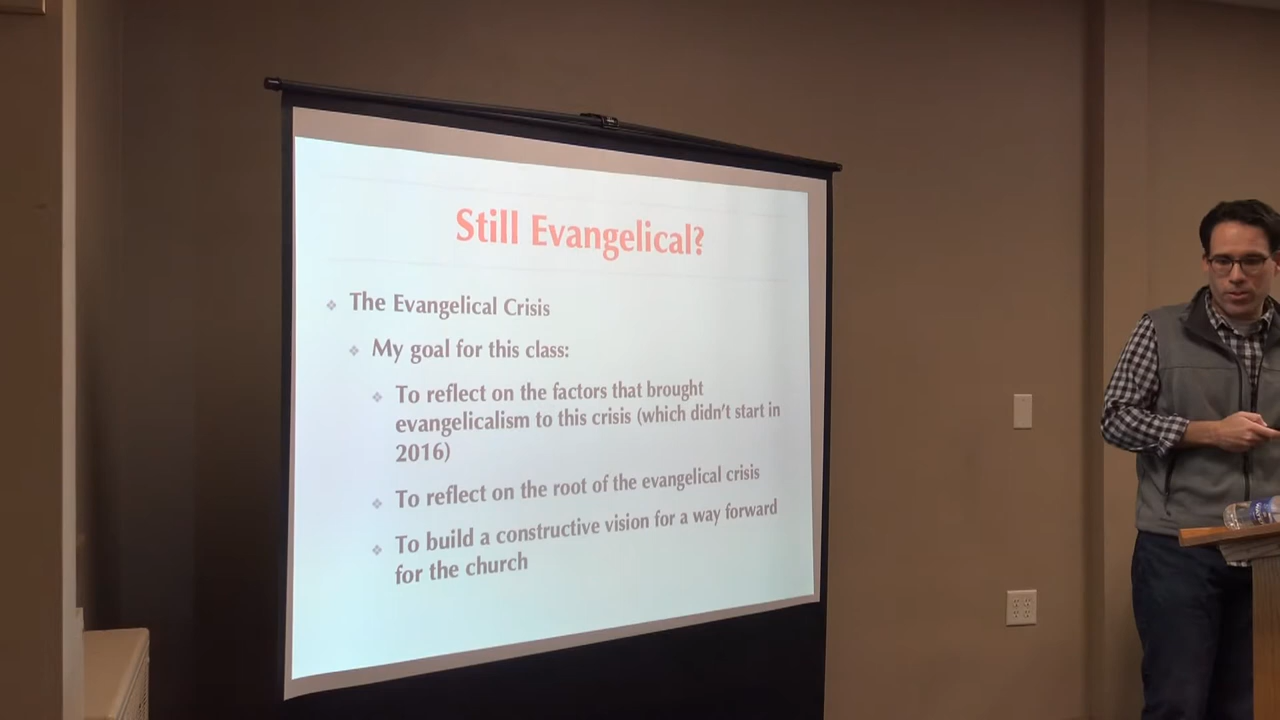 Still Evangelical?
The Evangelical Crisis
My goal for this class:
To reflect on the factors that brought
evangelicalism to this crisis (which didn't start in
2016)
To reflect on the root of the evangelical crisis
To build a constructive vision for a way forward
for the church